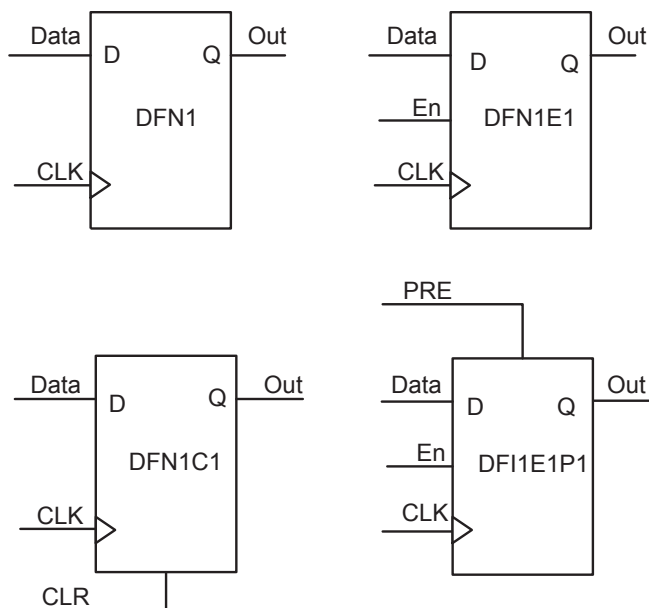 Data
D
Q
Out
DFN1
CLK
Data
D
Q
Out
En
DFN1E1
CLK
Data
D
Q
Out
DFN1C1
CLK
CLR
PRE
Data
D
Q
Out
En
DFI1E1P1
CLK